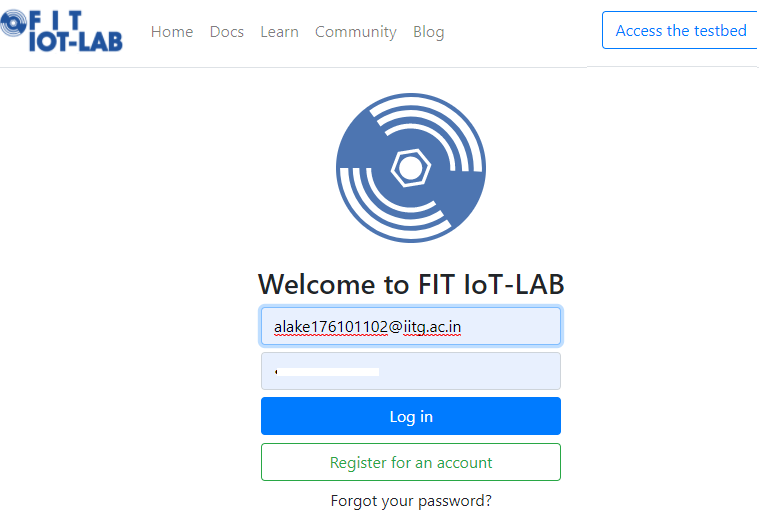 FIT
IOT-LAB
Home Docs Learn Community Blog
Access the testbed
Welcome to FIT IoT-LAB
alake176101102@iitg.ac.in
Log in
Register for an account
Forgot your password?